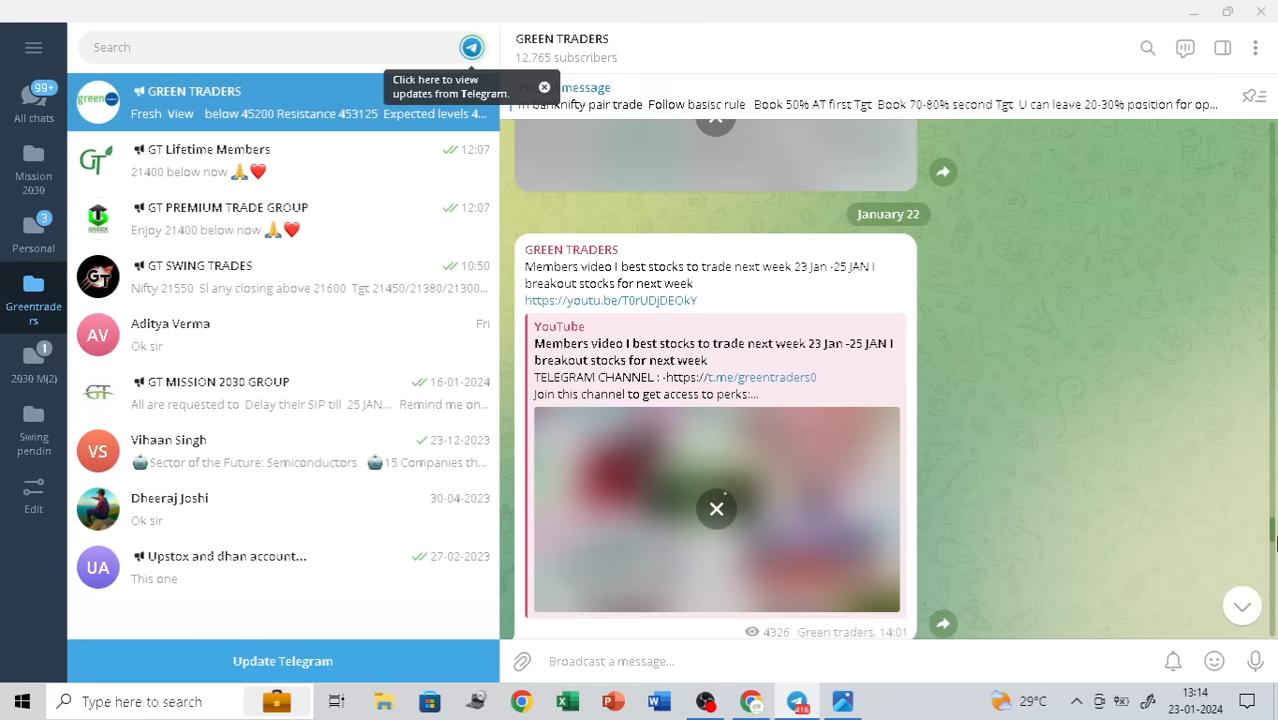 Search
Click here to view
updates from Telegram.
99+
All chats
Mission
2030
3
Personal
Greentrade
rs
1
2030 M(2)
Swing
pendin
Edit
green
GREEN TRADERS
Fresh View below 45200 Resistance 453125 Expected levels 4...
GT
GT Lifetime Members
12:07
21400 below now 🙏❤️
GT PREMIUM TRADE GROUP
12:07
Enjoy 21400 below now 🙏❤️
GT
GT SWING TRADES
10:50
Nifty 21550 Sl any closing above 21600 Tgt 21450/21380/21300...
AV
Aditya Verma
Fri
Ok sir
GT
GT MISSION 2030 GROUP
16-01-2024
All are requested to Delay their SIP till 25 JAN... Remind me on...
VS
Vihaan Singh
23-12-2023
🤖Sector of the Future: Semiconductors 🤖15 Companies th...
Dheeraj Joshi
30-04-2023
Ok sir
UA
Upstox and dhan account...
27-02-2023
This one
Update Telegram
GREEN TRADERS
12,765 subscribers
message
In banknifty pair trade Follow basisc rule Book 50% AT first Tgt Book 70-80% second Tgt U can leave 20-30% position for op...
January 22
GREEN TRADERS
Members video I best stocks to trade next week 23 Jan -25 JAN I
breakout stocks for next week
https://youtu.be/T0rUDjDEOkY
YouTube
Members video I best stocks to trade next week 23 Jan -25 JAN I
breakout stocks for next week
TELEGRAM CHANNEL : -https://t.me/greentraders0
Join this channel to get access to perks:...
4326 Green traders, 14:01
Broadcast a message...
Type here to search
416
29°C
13:14
23-01-2024